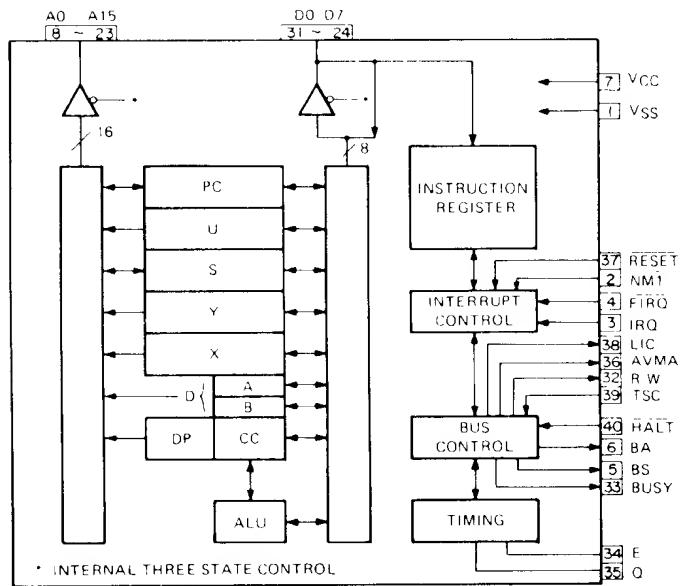 A0 A15
8 ~ 23
D0 D7
31 ~ 24
*
*
16
8
7 VCC
1 VSS
PC
U
S
Y
X
D { A
B
DP CC
ALU
INSTRUCTION
REGISTER
INTERRUPT
CONTROL
BUS
CONTROL
TIMING
37 RESET
2 NMI
4 FIRQ
3 IRQ
38 LIC
36 AVMA
32 R W
39 TSC
40 HALT
6 BA
5 BS
33 BUSY
34 E
35 Q
* INTERNAL THREE STATE CONTROL